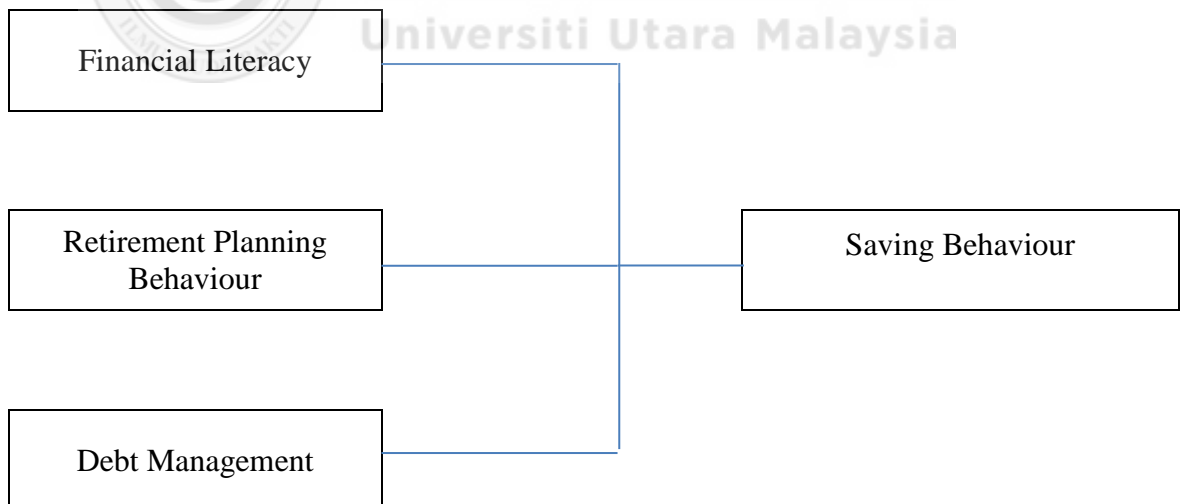 Universiti Utara Malaysia
Financial Literacy
Retirement Planning
Behaviour
Saving Behaviour
Debt Management